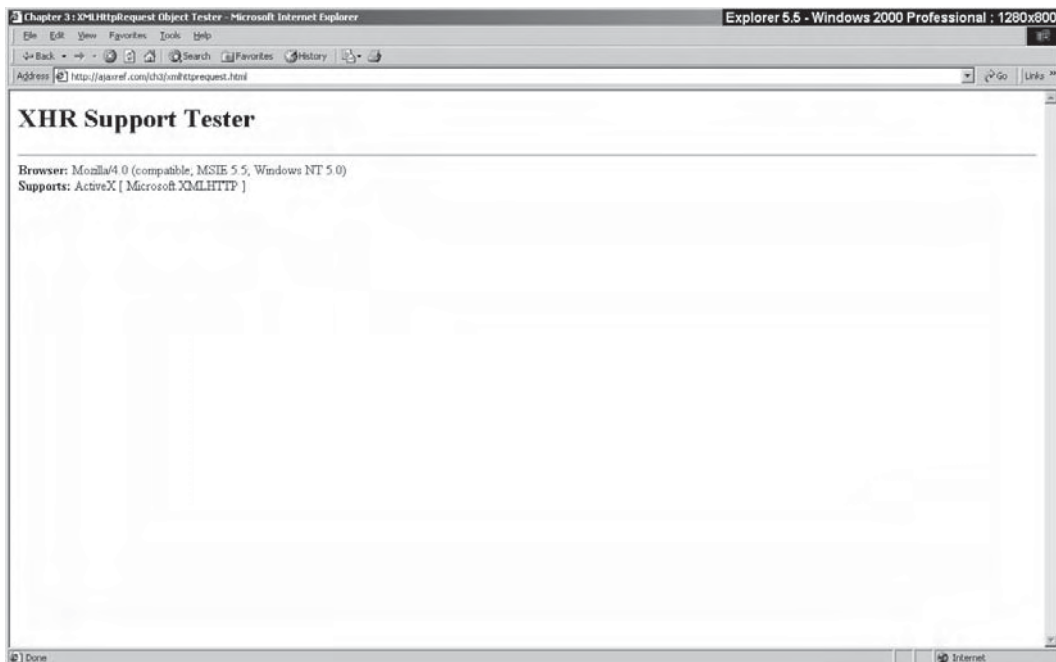 Chapter 3 : XMLHttpRequest Object Tester - Microsoft Internet Explorer
Explorer 5.5 - Windows 2000 Professional : 1280x800
File Edit View Favorites Tools Help
Back Search Favorites History
Address http://ajaxref.com/ch3/xmlhttprequest.html Go Links »
XHR Support Tester
Browser: Mozilla/4.0 (compatible; MSIE 5.5; Windows NT 5.0)
Supports: ActiveX [ Microsoft.XMLHTTP ]
Done Internet